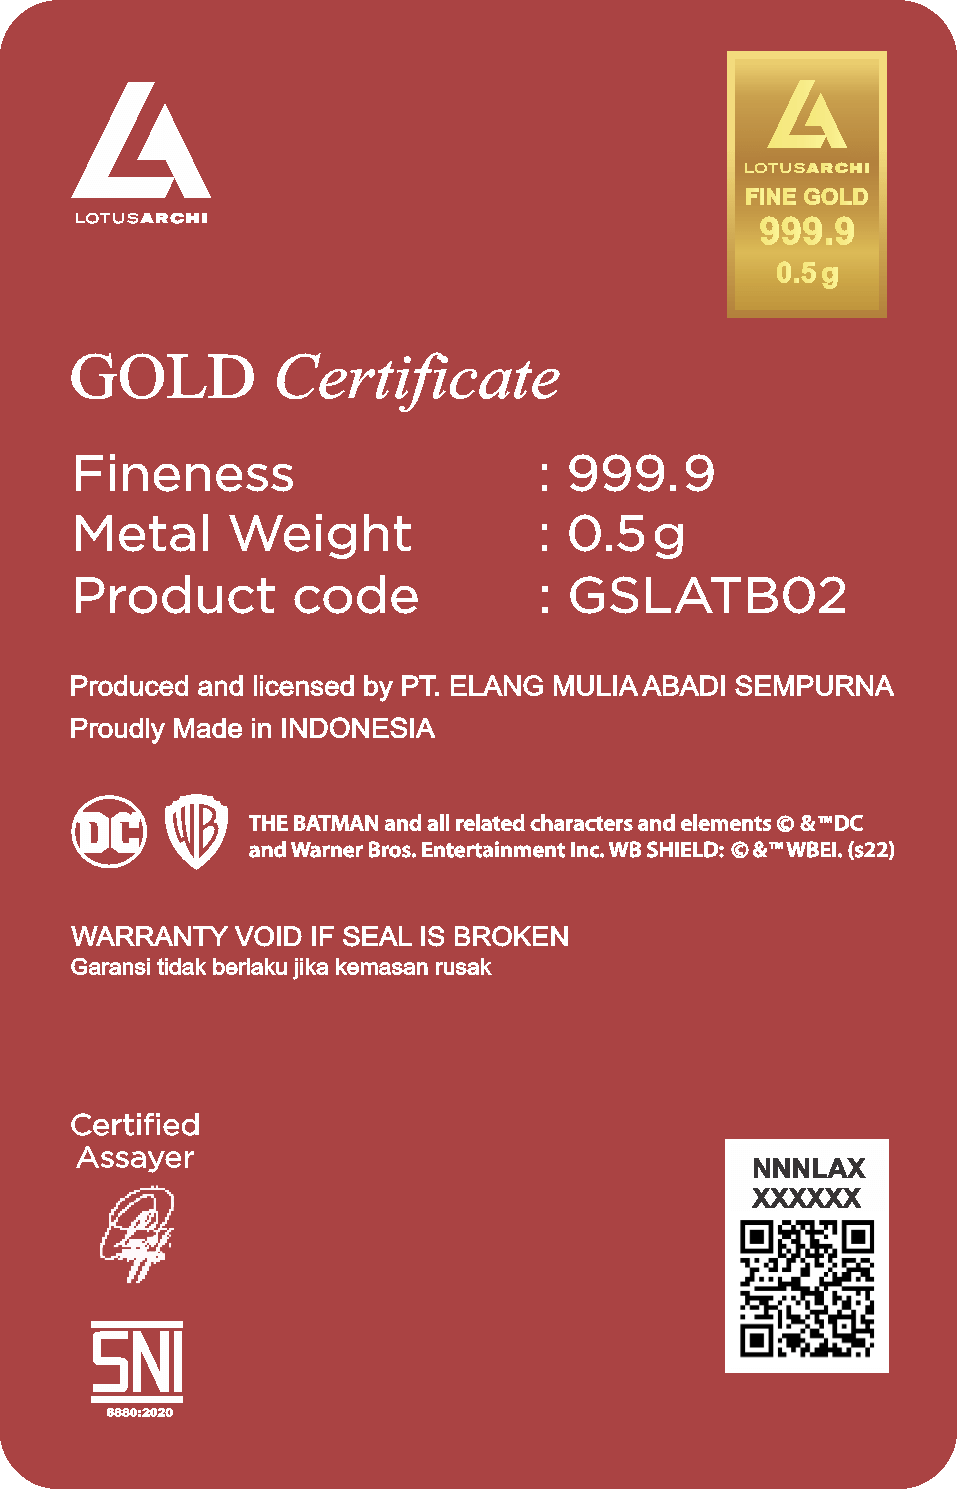 LOTUSARCHI
LOTUSARCHI
FINE GOLD
999.9
0.5 g
GOLD Certificate
Fineness : 999.9
Metal Weight : 0.5 g
Product code : GSLATB02
Produced and licensed by PT. ELANG MULIA ABADI SEMPURNA
Proudly Made in INDONESIA
DC WB THE BATMAN and all related characters and elements © & ™ DC
and Warner Bros. Entertainment Inc. WB SHIELD: © & ™ WBEI. (s22)
WARRANTY VOID IF SEAL IS BROKEN
Garansi tidak berlaku jika kemasan rusak
Certified
Assayer
NNNLAX
XXXXXX
SNI
8880:2020